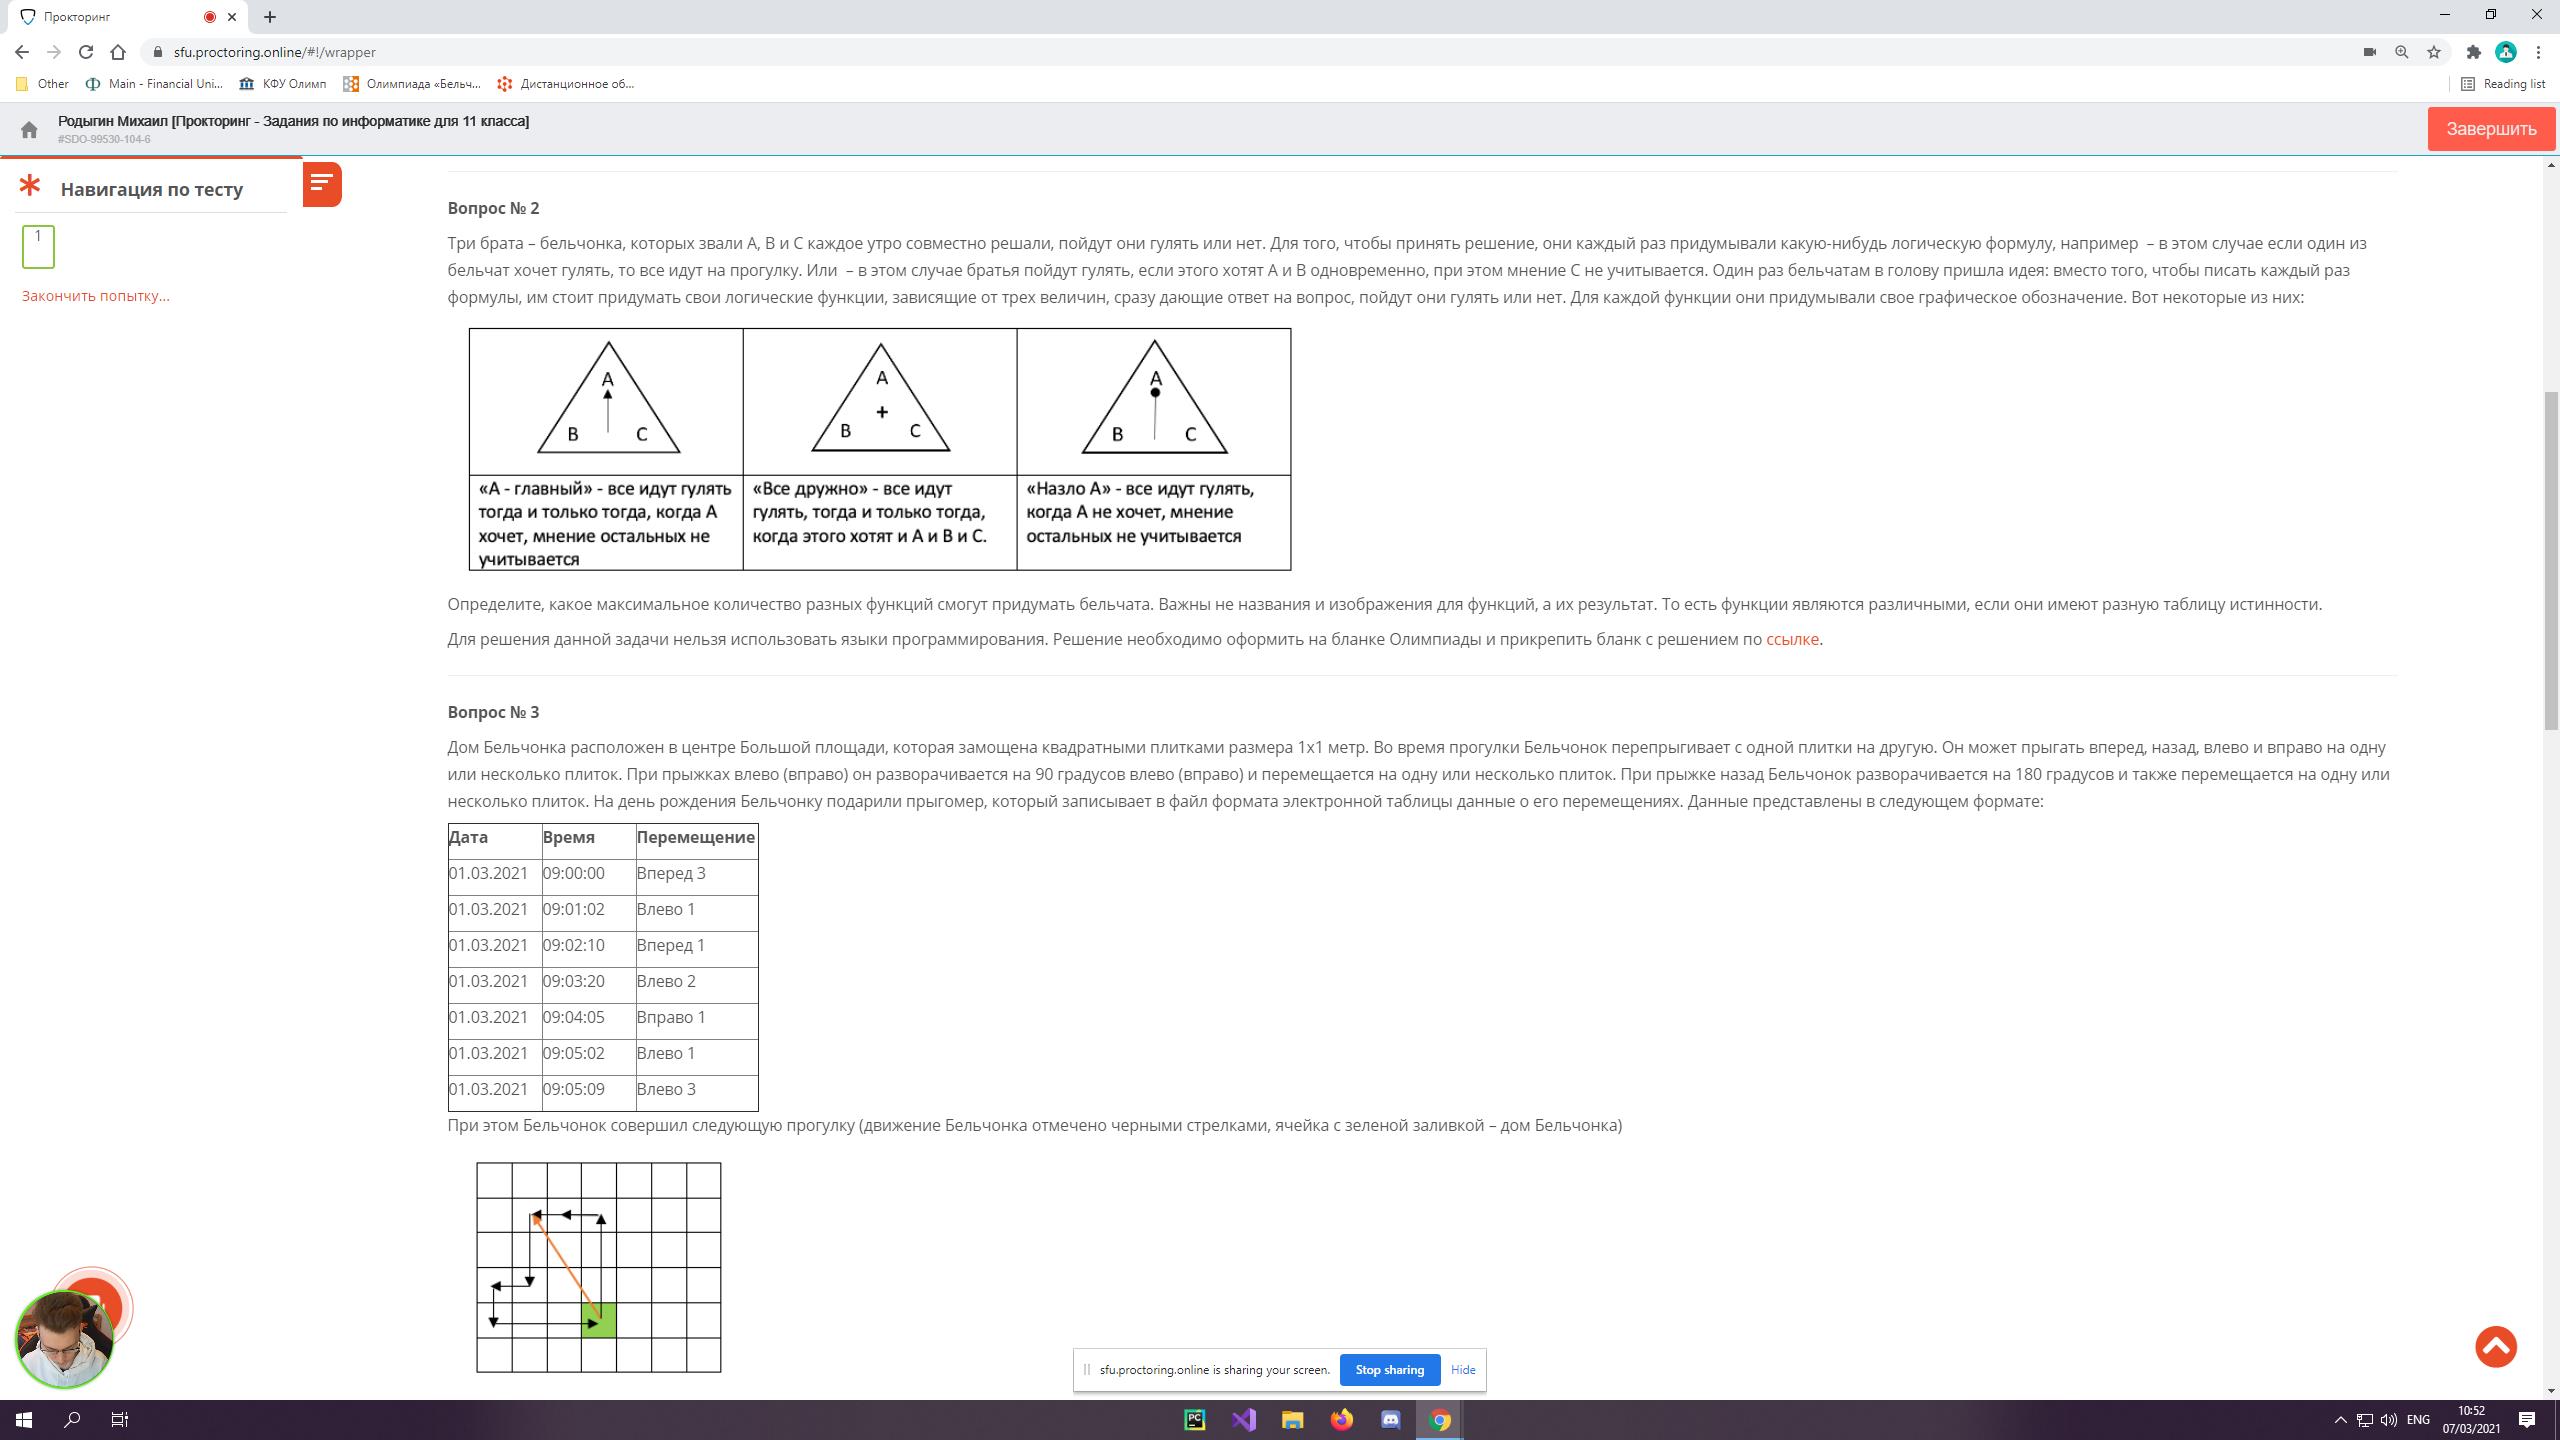 Прокторинг
sfu.proctoring.online/#!/wrapper
Other
Main - Financial Uni...
КФУ Олимп
Олимпиада «Бельч...
Дистанционное об...
Reading list
Родыгин Михаил [Прокторинг - Задания по информатике для 11 класса]
#SDO-99530-104-6
Завершить
Навигация по тесту
1
Закончить попытку...
Вопрос № 2
Три брата – бельчонка, которых звали А, В и С каждое утро совместно решали, пойдут они гулять или нет. Для того, чтобы принять решение, они каждый раз придумывали какую-нибудь логическую формулу, например – в этом случае если один из
бельчат хочет гулять, то все идут на прогулку. Или – в этом случае братья пойдут гулять, если этого хотят А и В одновременно, при этом мнение С не учитывается. Один раз бельчатам в голову пришла идея: вместо того, чтобы писать каждый раз
формулы, им стоит придумать свои логические функции, зависящие от трех величин, сразу дающие ответ на вопрос, пойдут они гулять или нет. Для каждой функции они придумывали свое графическое обозначение. Вот некоторые из них:
A
B C
A
+
B C
A
B C
«А - главный» - все идут гулять
тогда и только тогда, когда А
хочет, мнение остальных не
учитывается
«Все дружно» - все идут
гулять, тогда и только тогда,
когда этого хотят и А и В и С.
«Назло А» - все идут гулять,
когда А не хочет, мнение
остальных не учитывается
Определите, какое максимальное количество разных функций смогут придумать бельчата. Важны не названия и изображения для функций, а их результат. То есть функции являются различными, если они имеют разную таблицу истинности.
Для решения данной задачи нельзя использовать языки программирования. Решение необходимо оформить на бланке Олимпиады и прикрепить бланк с решением по ссылке.
Вопрос № 3
Дом Бельчонка расположен в центре Большой площади, которая замощена квадратными плитками размера 1х1 метр. Во время прогулки Бельчонок перепрыгивает с одной плитки на другую. Он может прыгать вперед, назад, влево и вправо на одну
или несколько плиток. При прыжках влево (вправо) он разворачивается на 90 градусов влево (вправо) и перемещается на одну или несколько плиток. При прыжке назад Бельчонок разворачивается на 180 градусов и также перемещается на одну или
несколько плиток. На день рождения Бельчонку подарили прыгомер, который записывает в файл формата электронной таблицы данные о его перемещениях. Данные представлены в следующем формате:
Дата Время Перемещение
01.03.2021 09:00:00 Вперед 3
01.03.2021 09:01:02 Влево 1
01.03.2021 09:02:10 Вперед 1
01.03.2021 09:03:20 Влево 2
01.03.2021 09:04:05 Вправо 1
01.03.2021 09:05:02 Влево 1
01.03.2021 09:05:09 Влево 3
При этом Бельчонок совершил следующую прогулку (движение Бельчонка отмечено черными стрелками, ячейка с зеленой заливкой – дом Бельчонка)
sfu.proctoring.online is sharing your screen.
Stop sharing
Hide
PC
ENG
10:52
07/03/2021